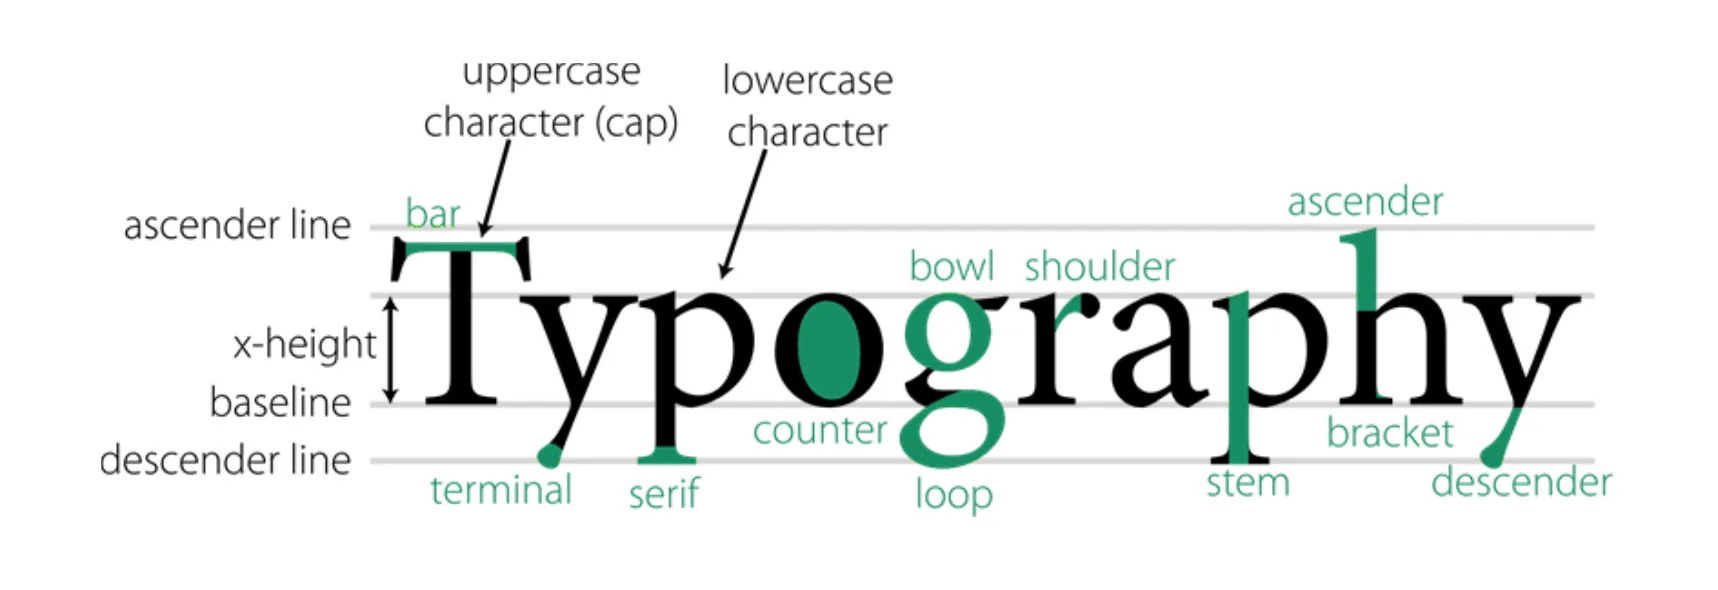 uppercase
character (cap)
lowercase
character
ascender line
bar
ascender
bowl
shoulder
Typography
x-height
baseline
counter
bracket
descender line
terminal
serif
loop
stem
descender